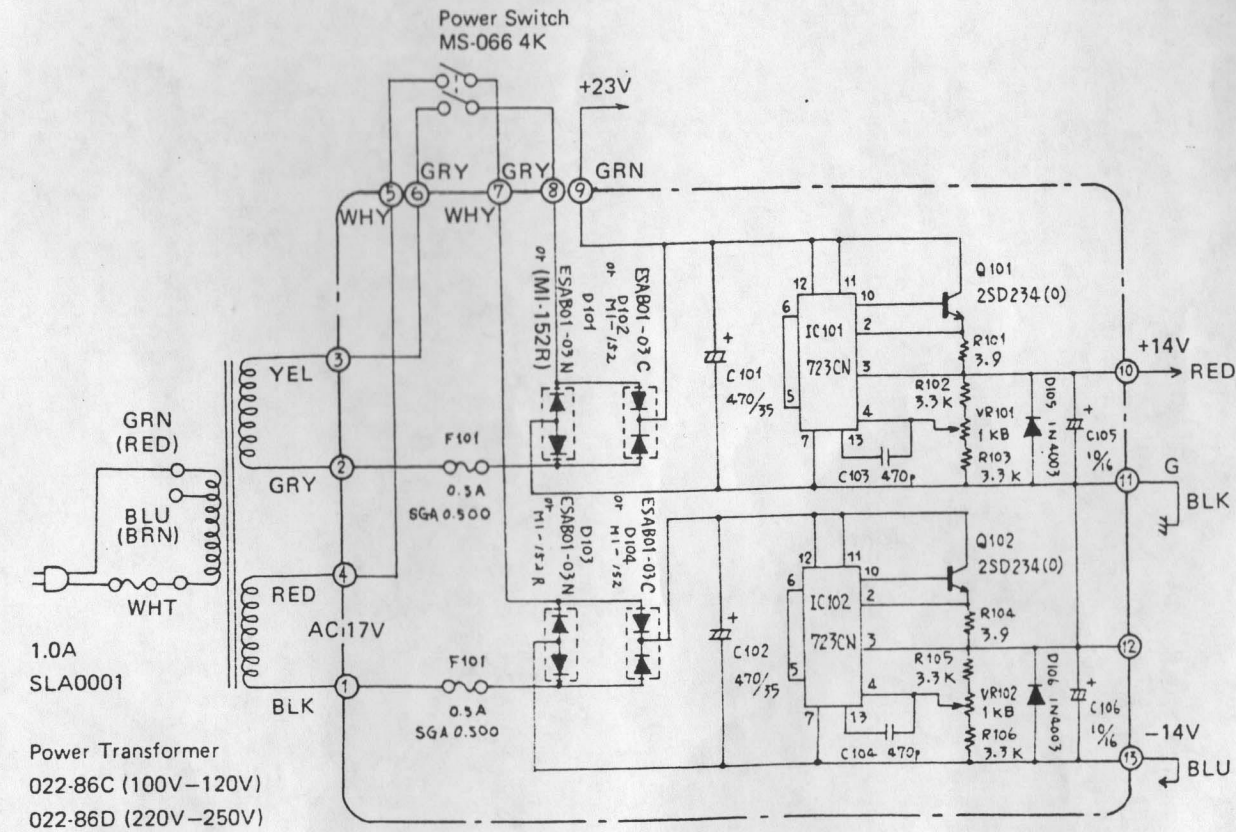 Power Switch
MS-066 4K
+23V
GRY
GRY
GRN
5
6
7
8
9
WHY
WHY
ESAB01-03N
or (MI-152R)
D101
ESAB01-03C
D102
or MI-152
12
11
6
10
IC101
2
723CN
3
5
4
7
13
Q101
2SD234(O)
R101
3.9
R102
3.3K
VR101
1KB
R103
3.3K
C101
470/35
C103 470p
D105 1N4003
C105
10/16
+14V
10
RED
G
11
BLK
3
YEL
GRN
(RED)
BLU
(BRN)
WHT
2
GRY
F101
0.5A
SGA 0.500
4
RED
AC 17V
1
BLK
F101
0.5A
SGA 0.500
ESAB01-03N
D103
or MI-152R
ESAB01-03C
D104
or MI-152
12
11
6
10
IC102
2
723CN
3
5
4
7
13
Q102
2SD234(O)
R104
3.9
R105
3.3K
VR102
1KB
R106
3.3K
C102
470/35
C104 470p
D106 1N4003
C106
10/16
12
-14V
13
BLU
1.0A
SLA0001
Power Transformer
022-86C (100V–120V)
022-86D (220V–250V)